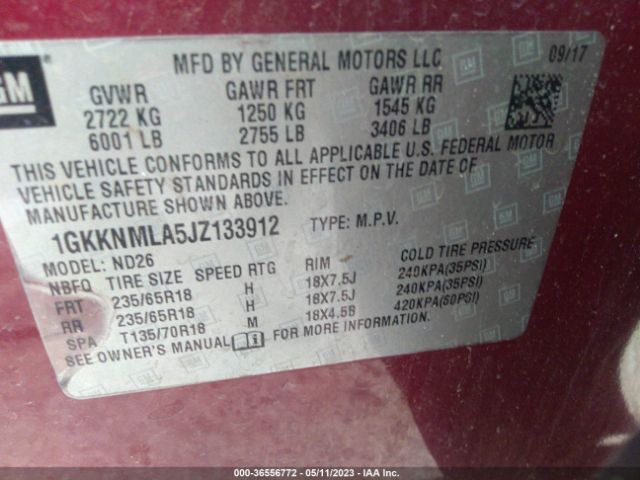 GM
MFD BY GENERAL MOTORS LLC 09/17
GVWR GAWR FRT GAWR RR
2722 KG 1250 KG 1545 KG
6001 LB 2755 LB 3406 LB
THIS VEHICLE CONFORMS TO ALL APPLICABLE U.S. FEDERAL MOTOR
VEHICLE SAFETY STANDARDS IN EFFECT ON THE DATE OF
MANUFACTURE SHOWN ABOVE.
1GKKNMLA5JZ133912 TYPE: M.P.V.
MODEL: ND26
NBFQ TIRE SIZE SPEED RTG RIM COLD TIRE PRESSURE
FRT 235/65R18 H 18X7.5J 240KPA(35PSI)
RR 235/65R18 H 18X7.5J 240KPA(35PSI)
SPA T135/70R18 M 18X4.5B 420KPA(60PSI)
SEE OWNER'S MANUAL FOR MORE INFORMATION.
000-36556772 - 05/11/2023 - IAA Inc.